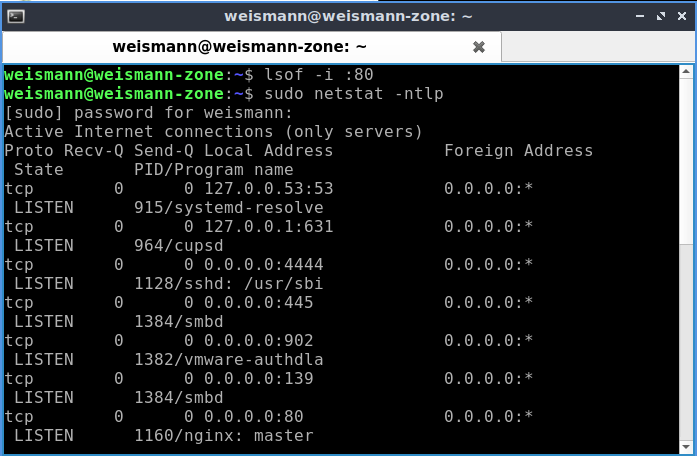 weismann@weismann-zone: ~
weismann@weismann-zone: ~
weismann@weismann-zone:~$ lsof -i :80
weismann@weismann-zone:~$ sudo netstat -ntlp
[sudo] password for weismann:
Active Internet connections (only servers)
Proto Recv-Q Send-Q Local Address           Foreign Address
 State       PID/Program name
tcp        0      0 127.0.0.53:53           0.0.0.0:*
 LISTEN      915/systemd-resolve
tcp        0      0 127.0.0.1:631           0.0.0.0:*
 LISTEN      964/cupsd
tcp        0      0 0.0.0.0:4444            0.0.0.0:*
 LISTEN      1128/sshd: /usr/sbi
tcp        0      0 0.0.0.0:445             0.0.0.0:*
 LISTEN      1384/smbd
tcp        0      0 0.0.0.0:902             0.0.0.0:*
 LISTEN      1382/vmware-authdla
tcp        0      0 0.0.0.0:139             0.0.0.0:*
 LISTEN      1384/smbd
tcp        0      0 0.0.0.0:80              0.0.0.0:*
 LISTEN      1160/nginx: master